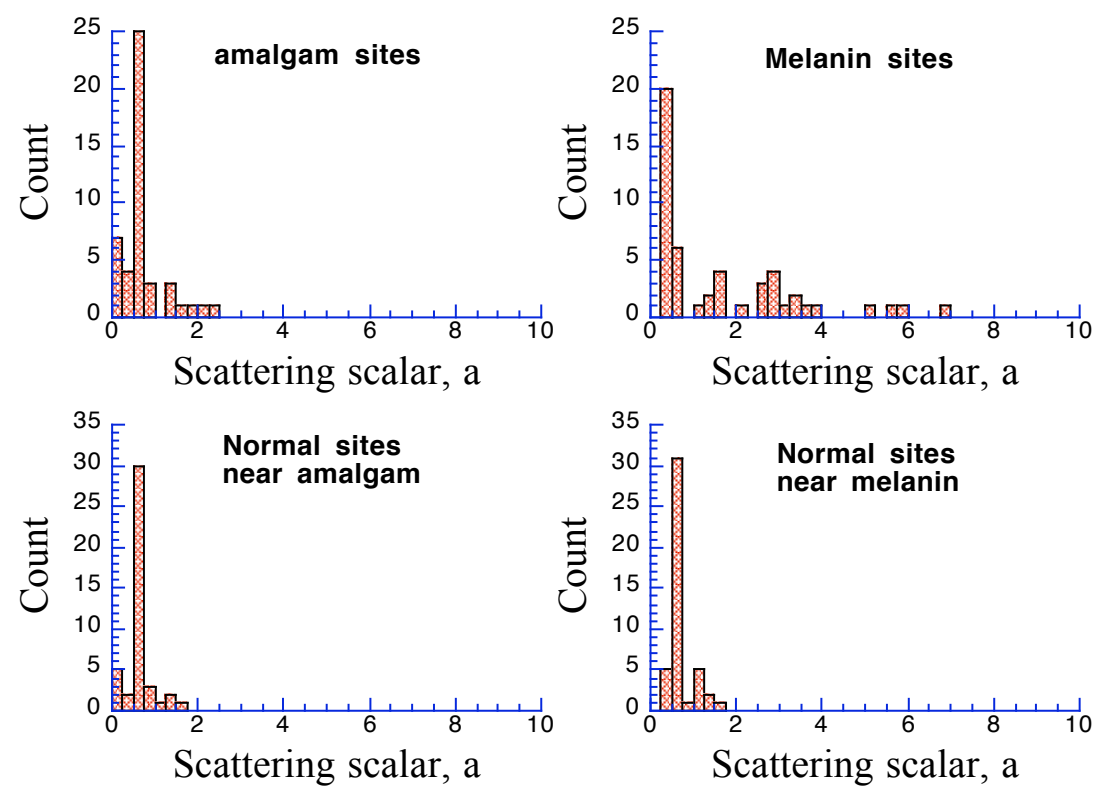 amalgam sites
Count
25
20
15
10
5
0
0 2 4 6 8 10
Scattering scalar, a
Melanin sites
Count
25
20
15
10
5
0
0 2 4 6 8 10
Scattering scalar, a
Normal sites
near amalgam
Count
35
30
25
20
15
10
5
0
0 2 4 6 8 10
Scattering scalar, a
Normal sites
near melanin
Count
35
30
25
20
15
10
5
0
0 2 4 6 8 10
Scattering scalar, a